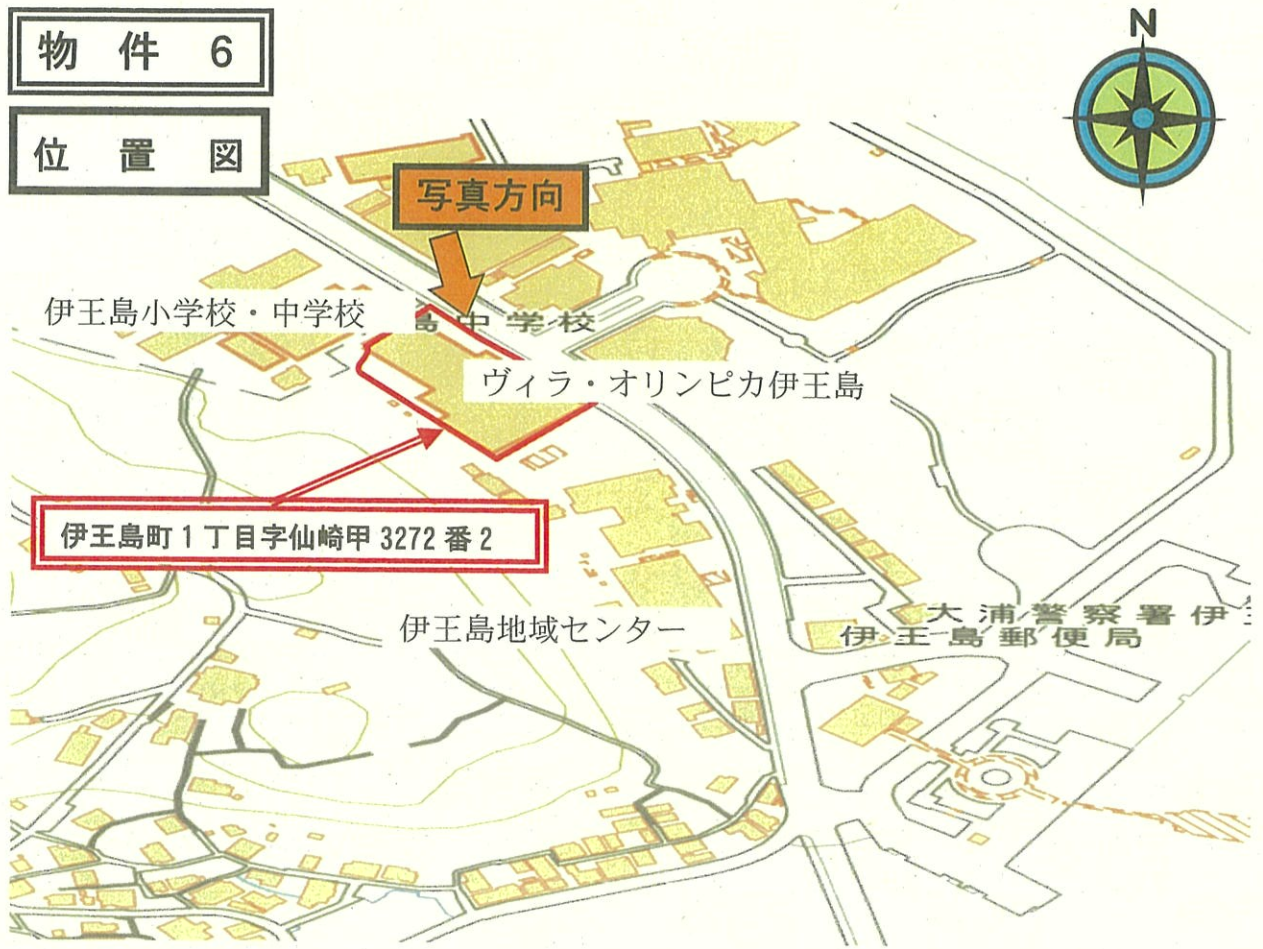 物件 6
N
位置図
写真方向
伊王島小学校・中学校
島中学校
ヴィラ・オリンピカ伊王島
伊王島町1丁目字仙崎甲3272番2
伊王島地域センター
大浦警察署伊王
伊王島郵便局